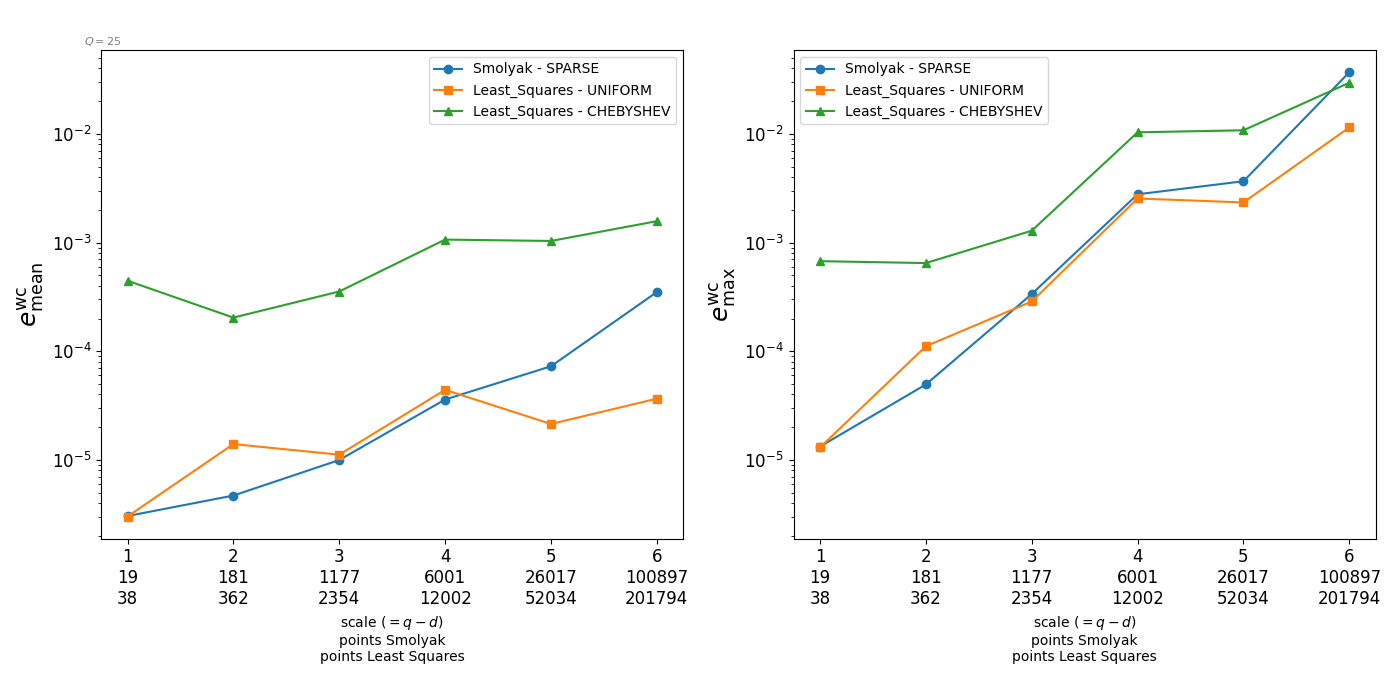 Q = 25
Smolyak - SPARSE
Least_Squares - UNIFORM
Least_Squares - CHEBYSHEV
10⁻²
10⁻³
10⁻⁴
10⁻⁵
e^wc_mean
1 2 3 4 5 6
19 181 1177 6001 26017 100897
38 362 2354 12002 52034 201794
scale (= q − d)
points Smolyak
points Least Squares
Smolyak - SPARSE
Least_Squares - UNIFORM
Least_Squares - CHEBYSHEV
10⁻²
10⁻³
10⁻⁴
10⁻⁵
e^wc_max
1 2 3 4 5 6
19 181 1177 6001 26017 100897
38 362 2354 12002 52034 201794
scale (= q − d)
points Smolyak
points Least Squares